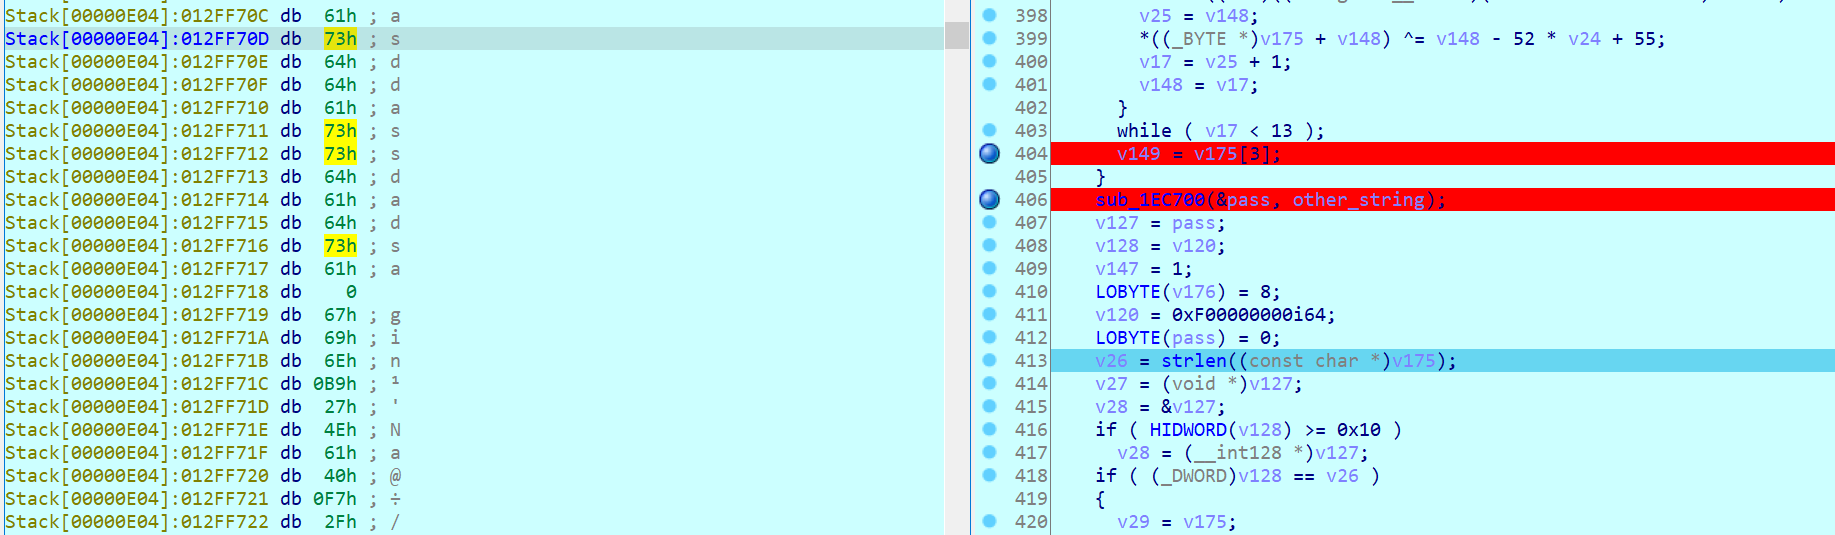 Stack[00000E04]:012FF70C db 61h ; a
Stack[00000E04]:012FF70D db 73h ; s
Stack[00000E04]:012FF70E db 64h ; d
Stack[00000E04]:012FF70F db 64h ; d
Stack[00000E04]:012FF710 db 61h ; a
Stack[00000E04]:012FF711 db 73h ; s
Stack[00000E04]:012FF712 db 73h ; s
Stack[00000E04]:012FF713 db 64h ; d
Stack[00000E04]:012FF714 db 61h ; a
Stack[00000E04]:012FF715 db 64h ; d
Stack[00000E04]:012FF716 db 73h ; s
Stack[00000E04]:012FF717 db 61h ; a
Stack[00000E04]:012FF718 db 0
Stack[00000E04]:012FF719 db 67h ; g
Stack[00000E04]:012FF71A db 69h ; i
Stack[00000E04]:012FF71B db 6Eh ; n
Stack[00000E04]:012FF71C db 0B9h ; ¹
Stack[00000E04]:012FF71D db 27h ; '
Stack[00000E04]:012FF71E db 4Eh ; N
Stack[00000E04]:012FF71F db 61h ; a
Stack[00000E04]:012FF720 db 40h ; @
Stack[00000E04]:012FF721 db 0F7h ; ÷
Stack[00000E04]:012FF722 db 2Fh ; /
398 v25 = v148;
399 *((_BYTE *)v175 + v148) ^= v148 - 52 * v24 + 55;
400 v17 = v25 + 1;
401 v148 = v17;
402 }
403 while ( v17 < 13 );
404 v149 = v175[3];
405 }
406 sub_1EC700(&pass, other_string);
407 v127 = pass;
408 v128 = v120;
409 v147 = 1;
410 LOBYTE(v176) = 8;
411 v120 = 0xF00000000i64;
412 LOBYTE(pass) = 0;
413 v26 = strlen((const char *)v175);
414 v27 = (void *)v127;
415 v28 = &v127;
416 if ( HIDWORD(v128) >= 0x10 )
417 v28 = (__int128 *)v127;
418 if ( (_DWORD)v128 == v26 )
419 {
420 v29 = v175;